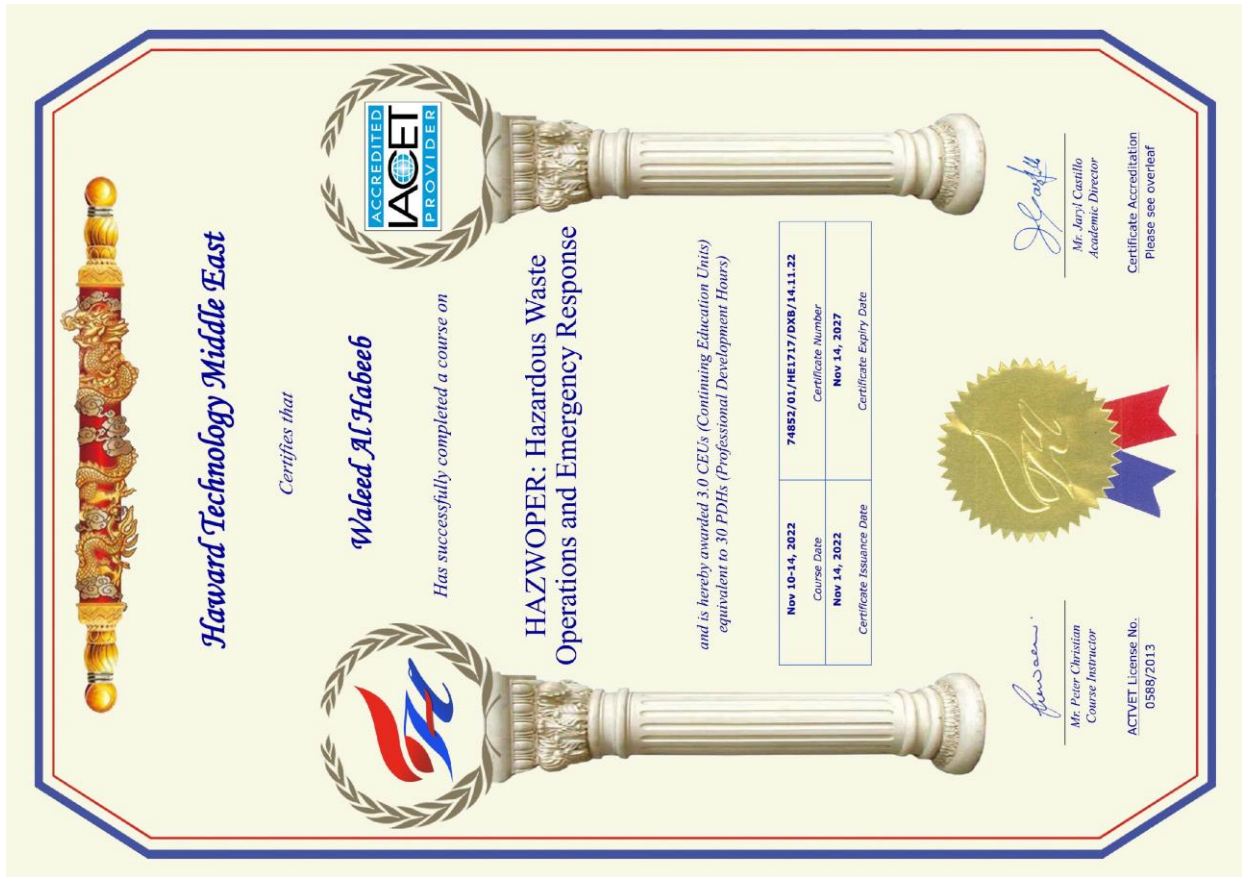 Haward Technology Middle East
Certifies that
Waleed Al Habeeb
Has successfully completed a course on
ACCREDITED
IACET
PROVIDER
HAZWOPER: Hazardous Waste
Operations and Emergency Response
and is hereby awarded 3.0 CEUs (Continuing Education Units)
equivalent to 30 PDHs (Professional Development Hours)
Nov 10-14, 2022 74852/01/HE1717/DXB/14.11.22
Course Date Certificate Number
Nov 14, 2022 Nov 14, 2027
Certificate Issuance Date Certificate Expiry Date
Mr. Peter Christian
Course Instructor
Mr. Jaryl Castillo
Academic Director
ACTVET License No.
0588/2013
Certificate Accreditation
Please see overleaf